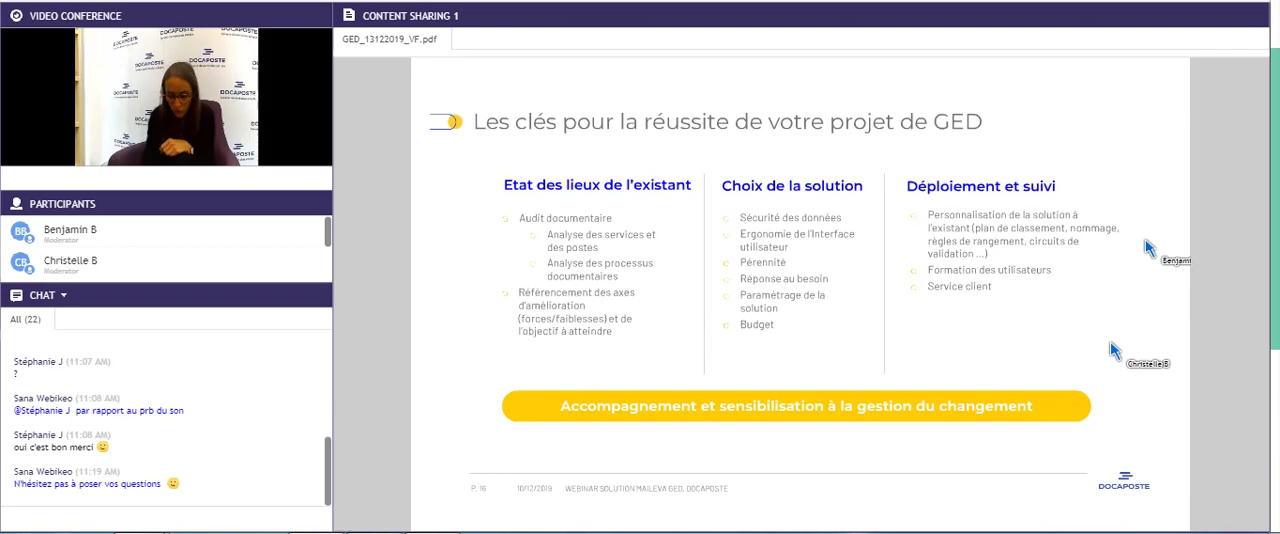 VIDEO CONFERENCE
DOCAPOSTE
DOCAPOSTE
DOCAPOSTE
DOCAPOSTE
PARTICIPANTS
BB
Benjamin B
Moderator
CB
Christelle B
Moderator
CHAT
All (22)
Stéphanie J (11:07 AM)
?
Sana Webikeo (11:08 AM)
@Stéphanie J par rapport au prb du son
Stéphanie J (11:08 AM)
oui c'est bon merci
Sana Webikeo (11:19 AM)
N'hésitez pas à poser vos questions
CONTENT SHARING 1
GED_13122019_VF.pdf
Les clés pour la réussite de votre projet de GED
Etat des lieux de l'existant
Audit documentaire
Analyse des services et
des postes
Analyse des processus
documentaires
Référencement des axes
d'amélioration
(forces/faiblesses) et de
l'objectif à atteindre
Choix de la solution
Sécurité des données
Ergonomie de l'Interface
utilisateur
Pérennité
Réponse au besoin
Paramétrage de la
solution
Budget
Déploiement et suivi
Personnalisation de la solution à
l'existant (plan de classement, nommage,
règles de rangement, circuits de
validation ...)
Formation des utilisateurs
Service client
Benjami
Christelle B
Accompagnement et sensibilisation à la gestion du changement
P. 16
10/12/2019
WEBINAR SOLUTION MAILEVA GED, DOCAPOSTE
DOCAPOSTE